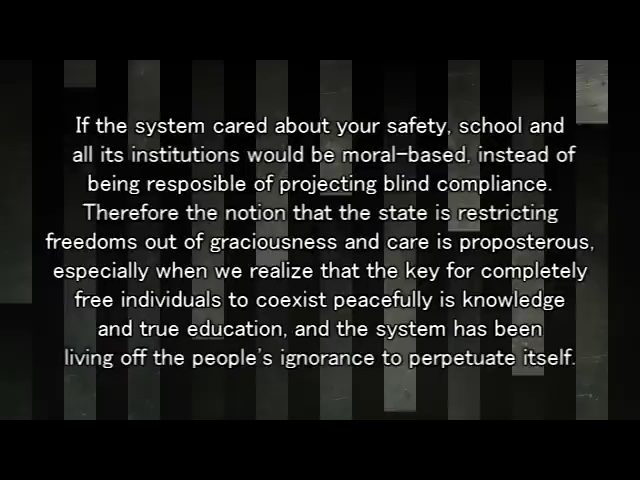 If the system cared about your safety, school and
all its institutions would be moral-based, instead of
being resposible of projecting blind compliance.
Therefore the notion that the state is restricting
freedoms out of graciousness and care is proposterous,
especially when we realize that the key for completely
free individuals to coexist peacefully is knowledge
and true education, and the system has been
living off the people's ignorance to perpetuate itself.